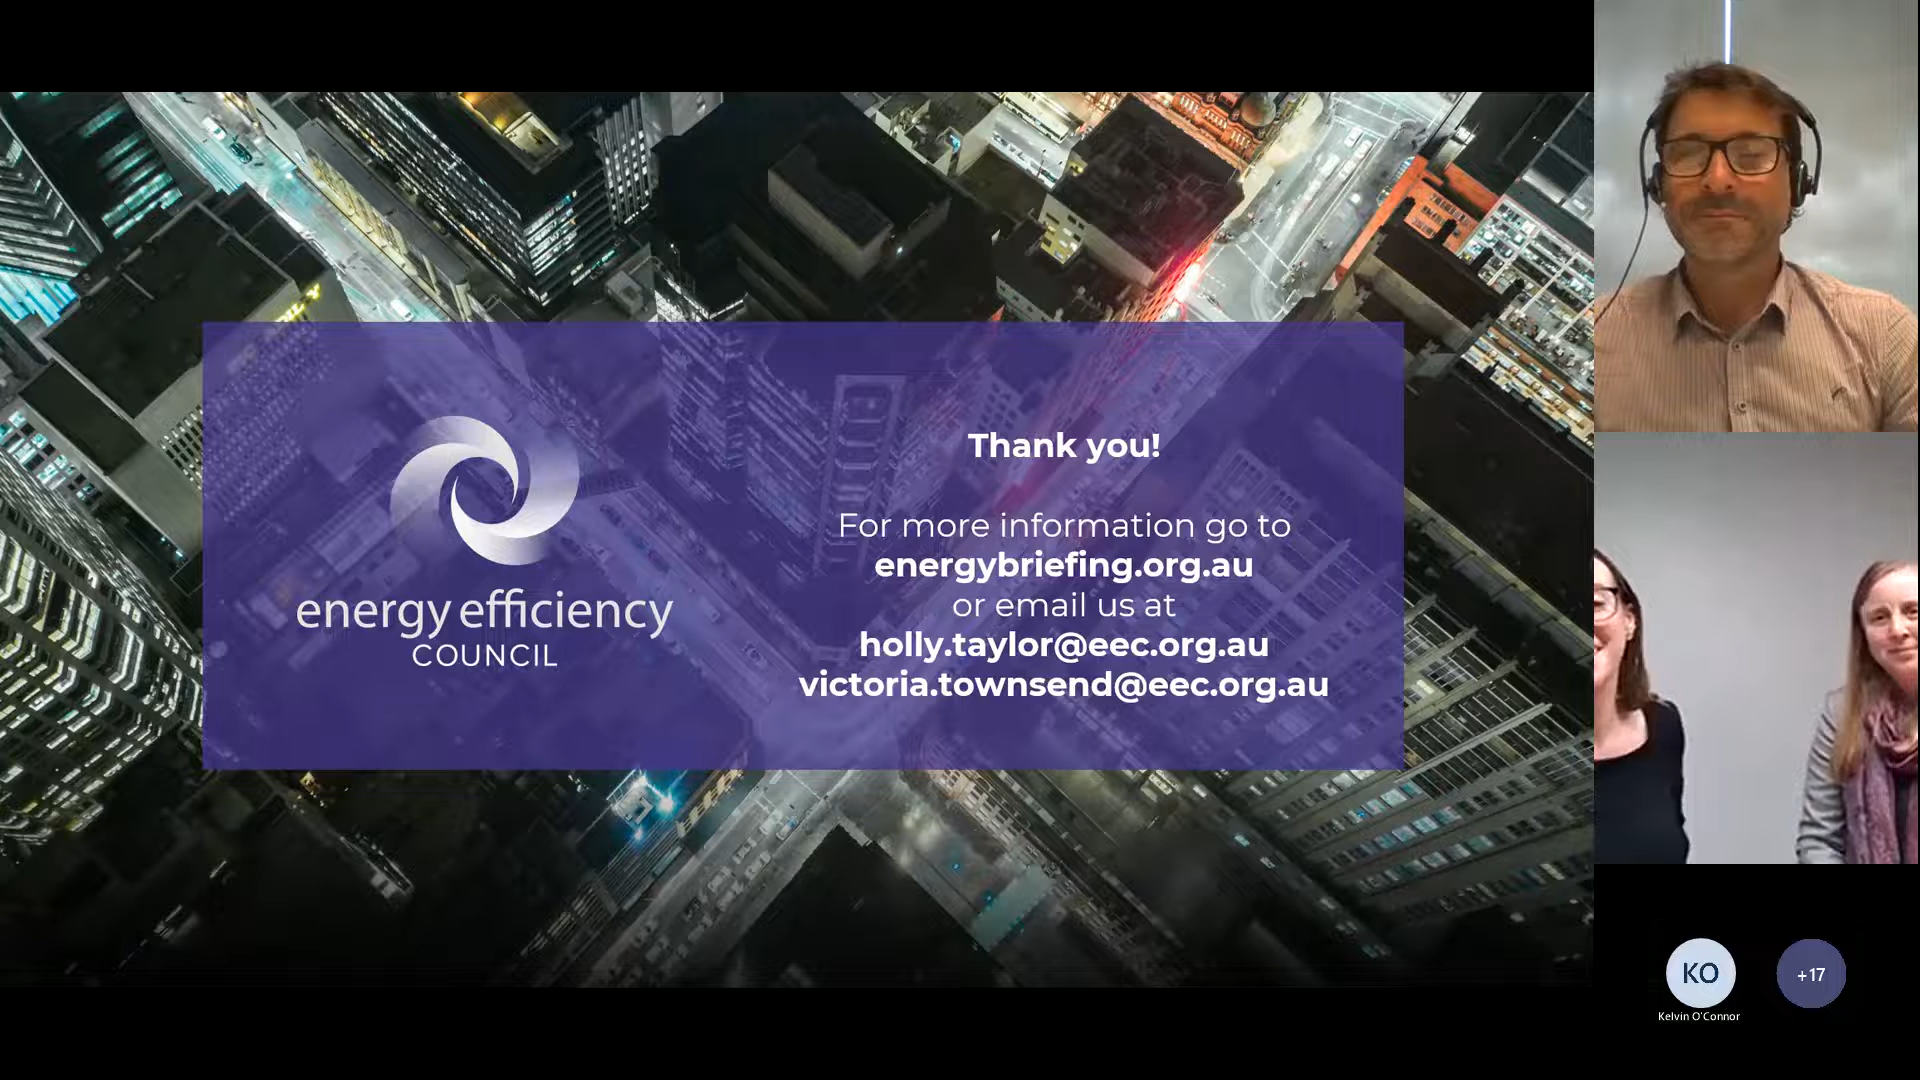 energy efficiency
COUNCIL
Thank you!
For more information go to
energybriefing.org.au
or email us at
holly.taylor@eec.org.au
victoria.townsend@eec.org.au
KO
+17
Kelvin O'Connor